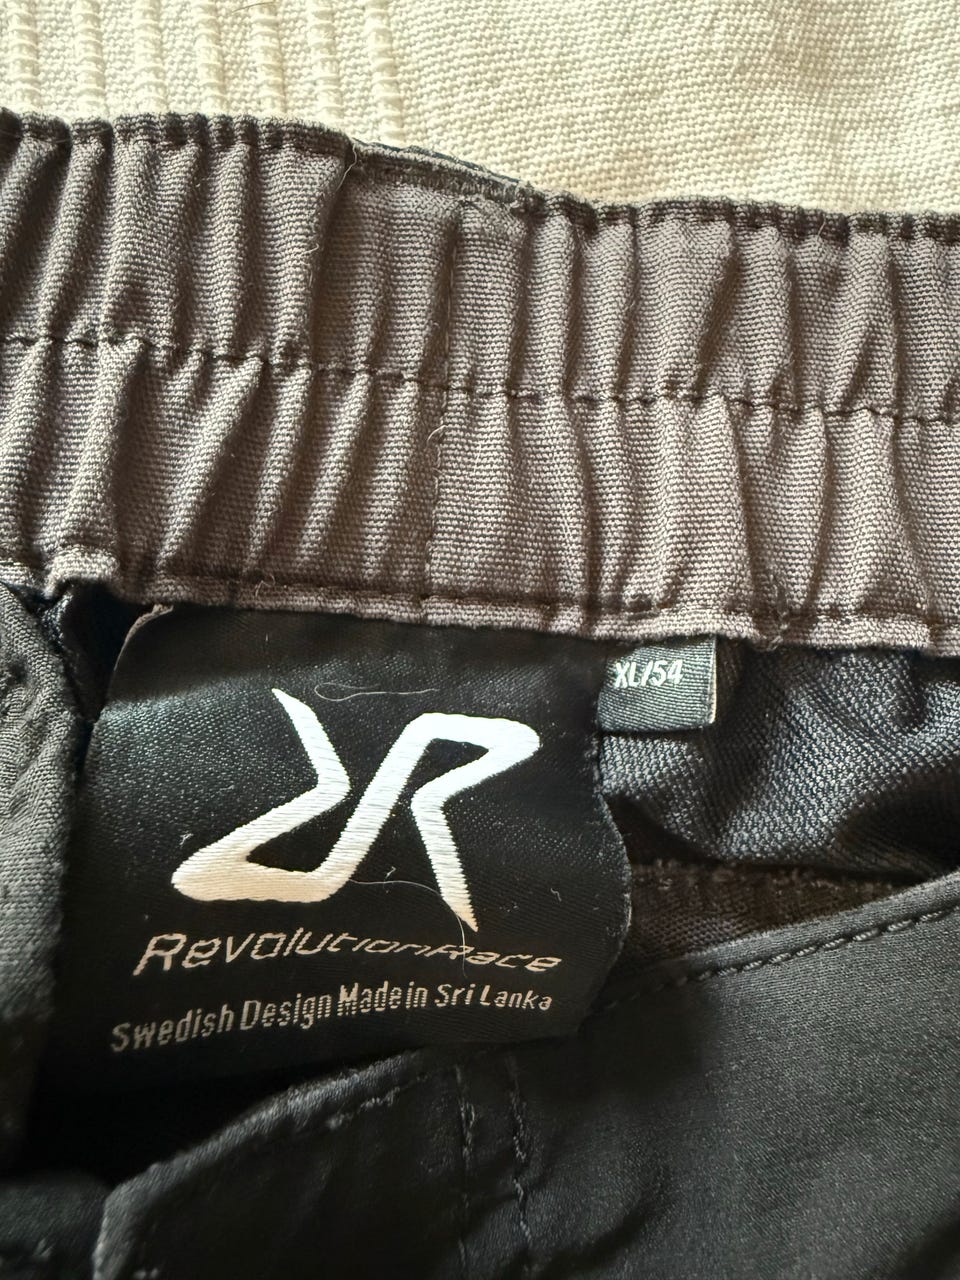 XL/54
RevolutionRace
Swedish Design Made in Sri Lanka